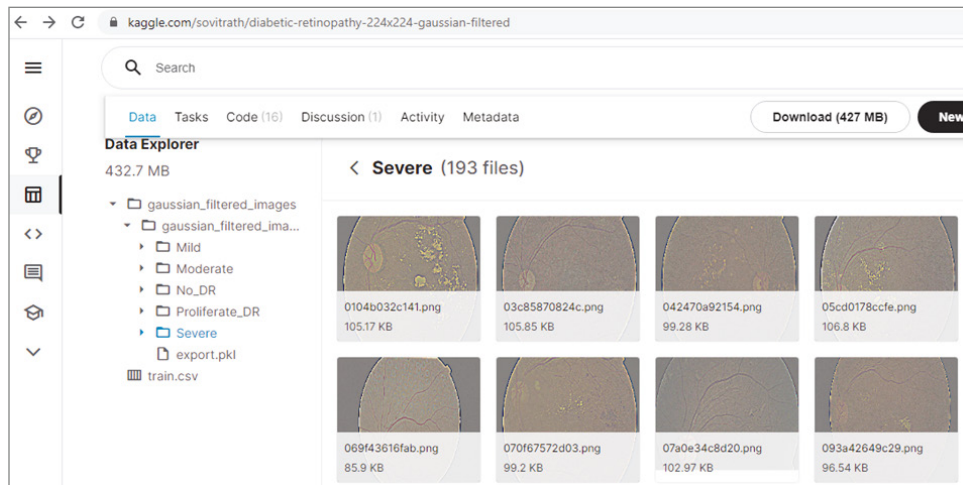 kaggle.com/sovitrath/diabetic-retinopathy-224x224-gaussian-filtered
Search
Data Tasks Code (16) Discussion (1) Activity Metadata Download (427 MB) New
Data Explorer
432.7 MB
gaussian_filtered_images
gaussian_filtered_ima...
Mild
Moderate
No_DR
Proliferate_DR
Severe
export.pkl
train.csv
Severe (193 files)
0104b032c141.png 03c85870824c.png 042470a92154.png 05cd0178ccfe.png
105.17 KB 105.85 KB 99.28 KB 106.8 KB
069f43616fab.png 070f67572d03.png 07a0e34c8d20.png 093a42649c29.png
85.9 KB 99.2 KB 102.97 KB 96.54 KB